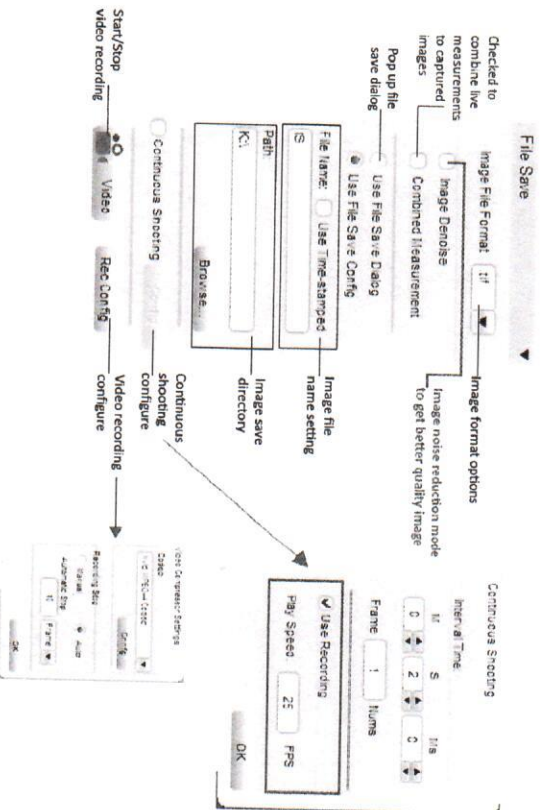 File Save
Image File Format
tif
Image format options
Image Denoise
Image noise reduction mode
to get better quality image
Combined Measurement
Checked to
combine live
measurements
to captured
images
Use File Save Dialog
Pop up file
save dialog
Use File Save Config
File Name: Use Time-stamped
IS
Image file
name setting
Path:
K:\
Browse...
Image save
directory
Continuous Shooting
Continuous
shooting
configure
Video
Rec Config
Start/Stop
video recording
Video recording
configure
Continuous Shooting
Interval Time:
M S Ms
0 2 0
Frame 1 Nums
Use Recording
Play Speed: 25 FPS
OK
Video Compressor Settings
Codec
Config
Recording Stop
Manual Auto
Automatic Stop
10 Frame
OK